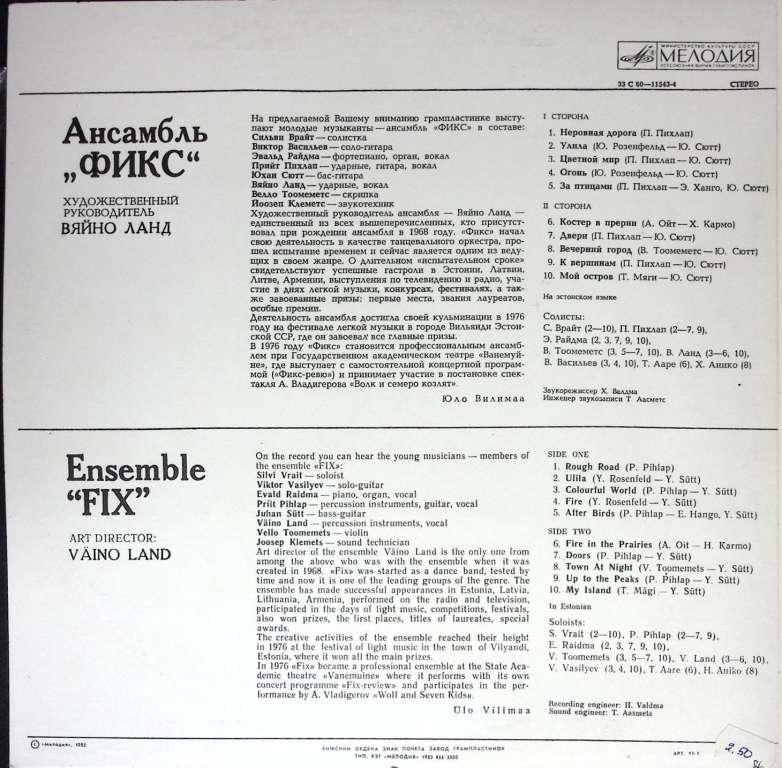 МИНИСТЕРСТВО КУЛЬТУРЫ СССР
МЕЛОДИЯ
ВСЕСОЮЗНАЯ ФИРМА ГРАМПЛАСТИНОК
33 С 60—11543-4 СТЕРЕО
Ансамбль
„ФИКС“
ХУДОЖЕСТВЕННЫЙ
РУКОВОДИТЕЛЬ
ВЯЙНО ЛАНД
На предлагаемой Вашему вниманию грампластинке высту-
пают молодые музыканты — ансамбль «ФИКС» в составе:
Сильви Врайт — солистка
Виктор Васильев — соло-гитара
Эвальд Райдма — фортепиано, орган, вокал
Прийт Пихлап — ударные, гитара, вокал
Юхан Сютт — бас-гитара
Вяйно Ланд — ударные, вокал
Велло Тоомеметс — скрипка
Йоозеп Клеметс — звукотехник
Художественный руководитель ансамбля — Вяйно Ланд —
единственный из всех вышеперечисленных, кто присутст-
вовал при рождении ансамбля в 1968 году. «Фикс» начал
свою деятельность в качестве танцевального оркестра, про-
шел испытание временем и сейчас является одним из веду-
щих в своем жанре. О длительном «испытательном сроке»
свидетельствуют успешные гастроли в Эстонии, Латвии,
Литве, Армении, выступления по телевидению и радио, уча-
стие в днях легкой музыки, конкурсах, фестивалях, а так-
же завоеванные призы: первые места, звания лауреатов,
особые премии.
Деятельность ансамбля достигла своей кульминации в 1976
году на фестивале легкой музыки в городе Вильянди Эстон-
ской ССР, где он завоевал все главные призы.
В 1976 году «Фикс» становится профессиональным ансамб-
лем при Государственном академическом театре «Ванемуй-
не», где выступает с самостоятельной концертной програм-
мой («Фикс-ревю») и принимает участие в постановке спек-
такля А. Владигерова «Волк и семеро козлят».
Юло Вилимаа
I СТОРОНА
1. Неровная дорога (П. Пихлап)
2. Улила (Ю. Розенфельд — Ю. Сютт)
3. Цветной мир (П. Пихлап — Ю. Сютт)
4. Огонь (Ю. Розенфельд — Ю. Сютт)
5. За птицами (П. Пихлап — Э. Ханго, Ю. Сютт)
II СТОРОНА
6. Костер в прерии (А. Ойт — Х. Кармо)
7. Двери (П. Пихлап — Ю. Сютт)
8. Вечерний город (В. Тоомеметс — Ю. Сютт)
9. К вершинам (П. Пихлап — Ю. Сютт)
10. Мой остров (Т. Мяги — Ю. Сютт)
На эстонском языке
Солисты:
С. Врайт (2—10), П. Пихлап (2—7, 9),
Э. Райдма (2, 3, 7, 9, 10),
В. Тоомеметс (3, 5—7, 10), В. Ланд (3—6, 10),
В. Васильев (3, 4, 10), Т. Ааре (6), Х. Анико (8)
Звукорежиссер Х. Валдма
Инженер звукозаписи Т Аасметс
Ensemble
“FIX”
ART DIRECTOR:
VÄINO LAND
On the record you can hear the young musicians — members of
the ensemble «FIX»:
Silvi Vrait — soloist
Viktor Vasilyev — solo-guitar
Evald Raidma — piano, organ, vocal
Priit Pihlap — percussion instruments, guitar, vocal
Juhan Sütt — bass-guitar
Väino Land — percussion instruments, vocal
Vello Toomemets — violin
Joosep Klemets — sound technician
Art director of the ensemble Väino Land is the only one from
among the above who was with the ensemble when it was
created in 1968. «Fix» was started as a dance band, tested by
time and now it is one of the leading groups of the genre. The
ensemble has made successful appearances in Estonia, Latvia,
Lithuania, Armenia, performed on the radio and television,
participated in the days of light music, competitions, festivals,
also won prizes, the first places, titles of laureates, special
awards.
The creative activities of the ensemble reached their height
in 1976 at the festival of light music in the town of Vilyandi,
Estonia, where it won all the main prizes.
In 1976 «Fix» became a professional ensemble at the State Aca-
demic theatre «Vanemuine» where it performs with its own
concert programme «Fix-review» and participates in the per-
formance by A. Vladigerov «Wolf and Seven Kids».
Ülo Vilimaa
SIDE ONE
1. Rough Road (P. Pihlap)
2. Ulila (Y. Rosenfeld — Y. Sütt)
3. Colourful World (P. Pihlap — Y. Sütt)
4. Fire (Y. Rosenfeld — Y. Sütt)
5. After Birds (P. Pihlap — E. Hango, Y. Sütt)
SIDE TWO
6. Fire in the Prairies (A. Oit — H. Karmo)
7. Doors (P. Pihlap — Y. Sütt)
8. Town At Night (V. Toomemets — Y. Sütt)
9. Up to the Peaks (P. Pihlap — Y. Sütt)
10. My Island (T. Mägi — Y. Sütt)
In Estonian
Soloists:
S. Vrait (2—10), P. Pihlap (2—7, 9),
E. Raidma (2, 3, 7, 9, 10),
V. Toomemets (3, 5—7, 10), V. Land (3—6, 10),
V. Vasilyev (3, 4, 10), T. Aare (6), H. Aniko (8)
Recording engineer: H. Valdma
Sound engineer: T. Aasmets
© «МЕЛОДИЯ», 1982
РИЖСКИЙ ОРДЕНА ЗНАК ПОЧЕТА ЗАВОД ГРАМПЛАСТИНОК
ТИП. РЗГ «МЕЛОДИЯ» 1982
АРТ. 11-1
2.50